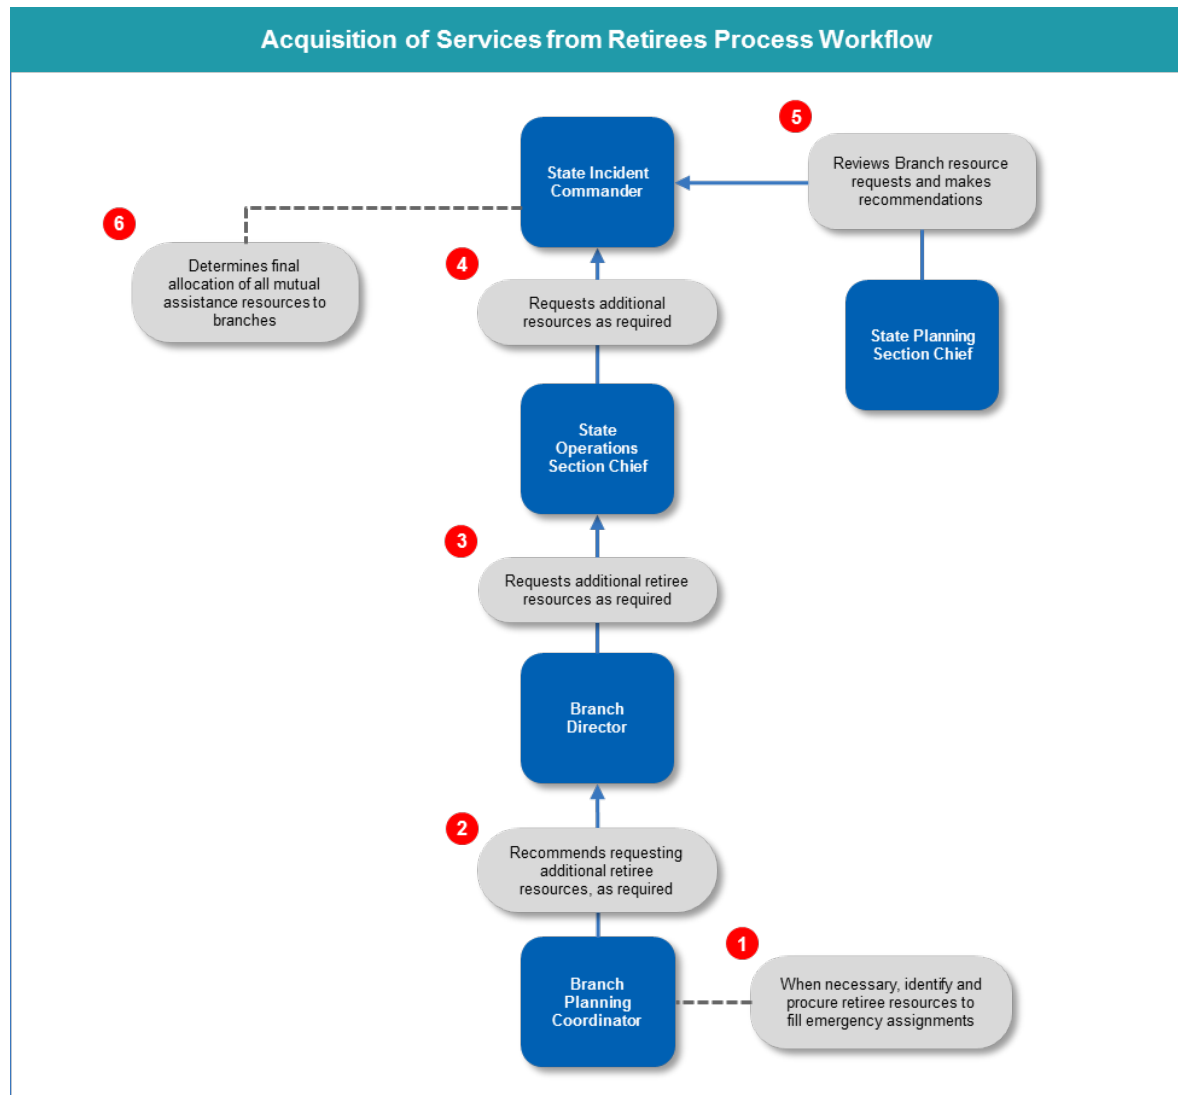 Acquisition of Services from Retirees Process Workflow
5
State Incident
Commander
Reviews Branch resource
requests and makes
recommendations
6
4
Determines final
allocation of all mutual
assistance resources to
branches
Requests additional
resources as required
State Planning
Section Chief
State
Operations
Section Chief
3
Requests additional retiree
resources as required
Branch
Director
2
Recommends requesting
additional retiree
resources, as required
1
Branch
Planning
Coordinator
When necessary, identify and
procure retiree resources to
fill emergency assignments